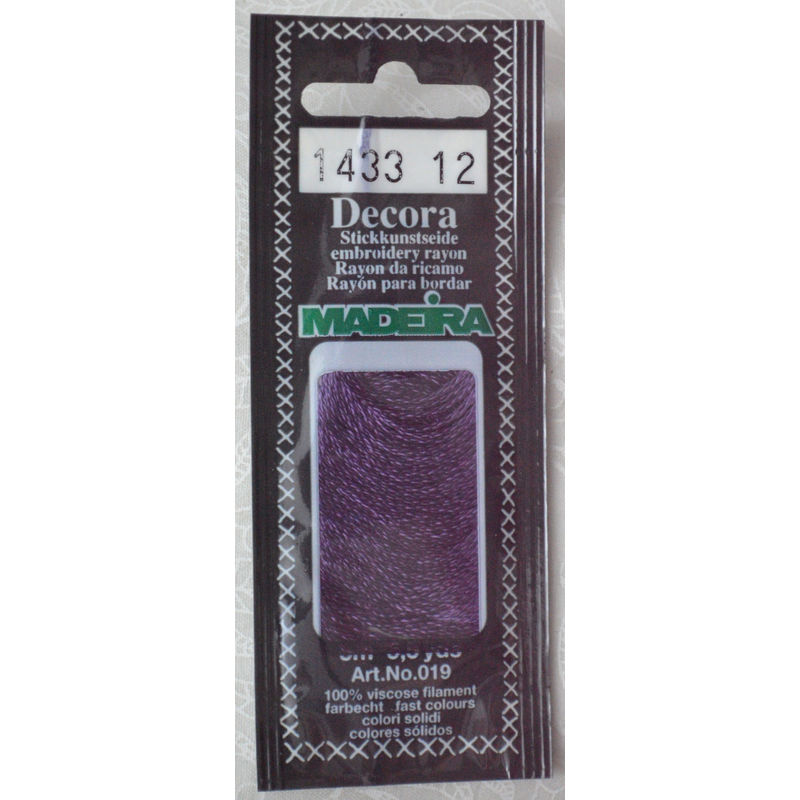 1433 12
Decora
Stickkunstseide
embroidery rayon
Rayon da ricamo
Rayón para bordar
MADEIRA
Art.No.019
100% viscose filament
farbecht fast colours
colori solidi
colores sólidos